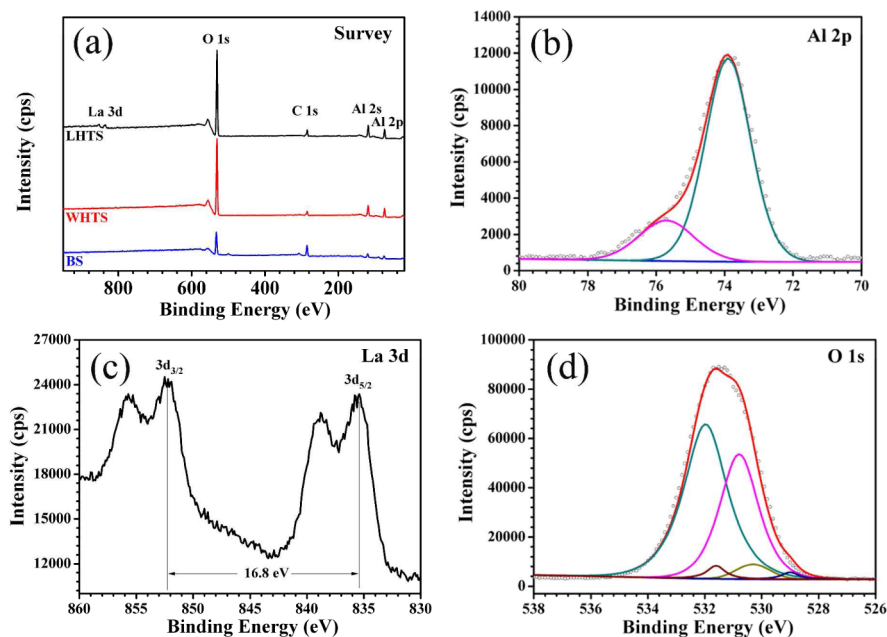 (a)
Survey
O 1s
La 3d
LHTS
C 1s
Al 2s
Al 2p
WHTS
BS
Intensity (cps)
800 600 400 200
Binding Energy (eV)
(b)
Al 2p
14000
12000
10000
8000
6000
4000
2000
0
Intensity (cps)
80 78 76 74 72 70
Binding Energy (eV)
(c)
La 3d
3d3/2
3d5/2
16.8 eV
27000
24000
21000
18000
15000
12000
Intensity (cps)
860 855 850 845 840 835 830
Binding Energy (eV)
(d)
O 1s
100000
80000
60000
40000
20000
0
Intensity (cps)
538 536 534 532 530 528 526
Binding Energy (eV)